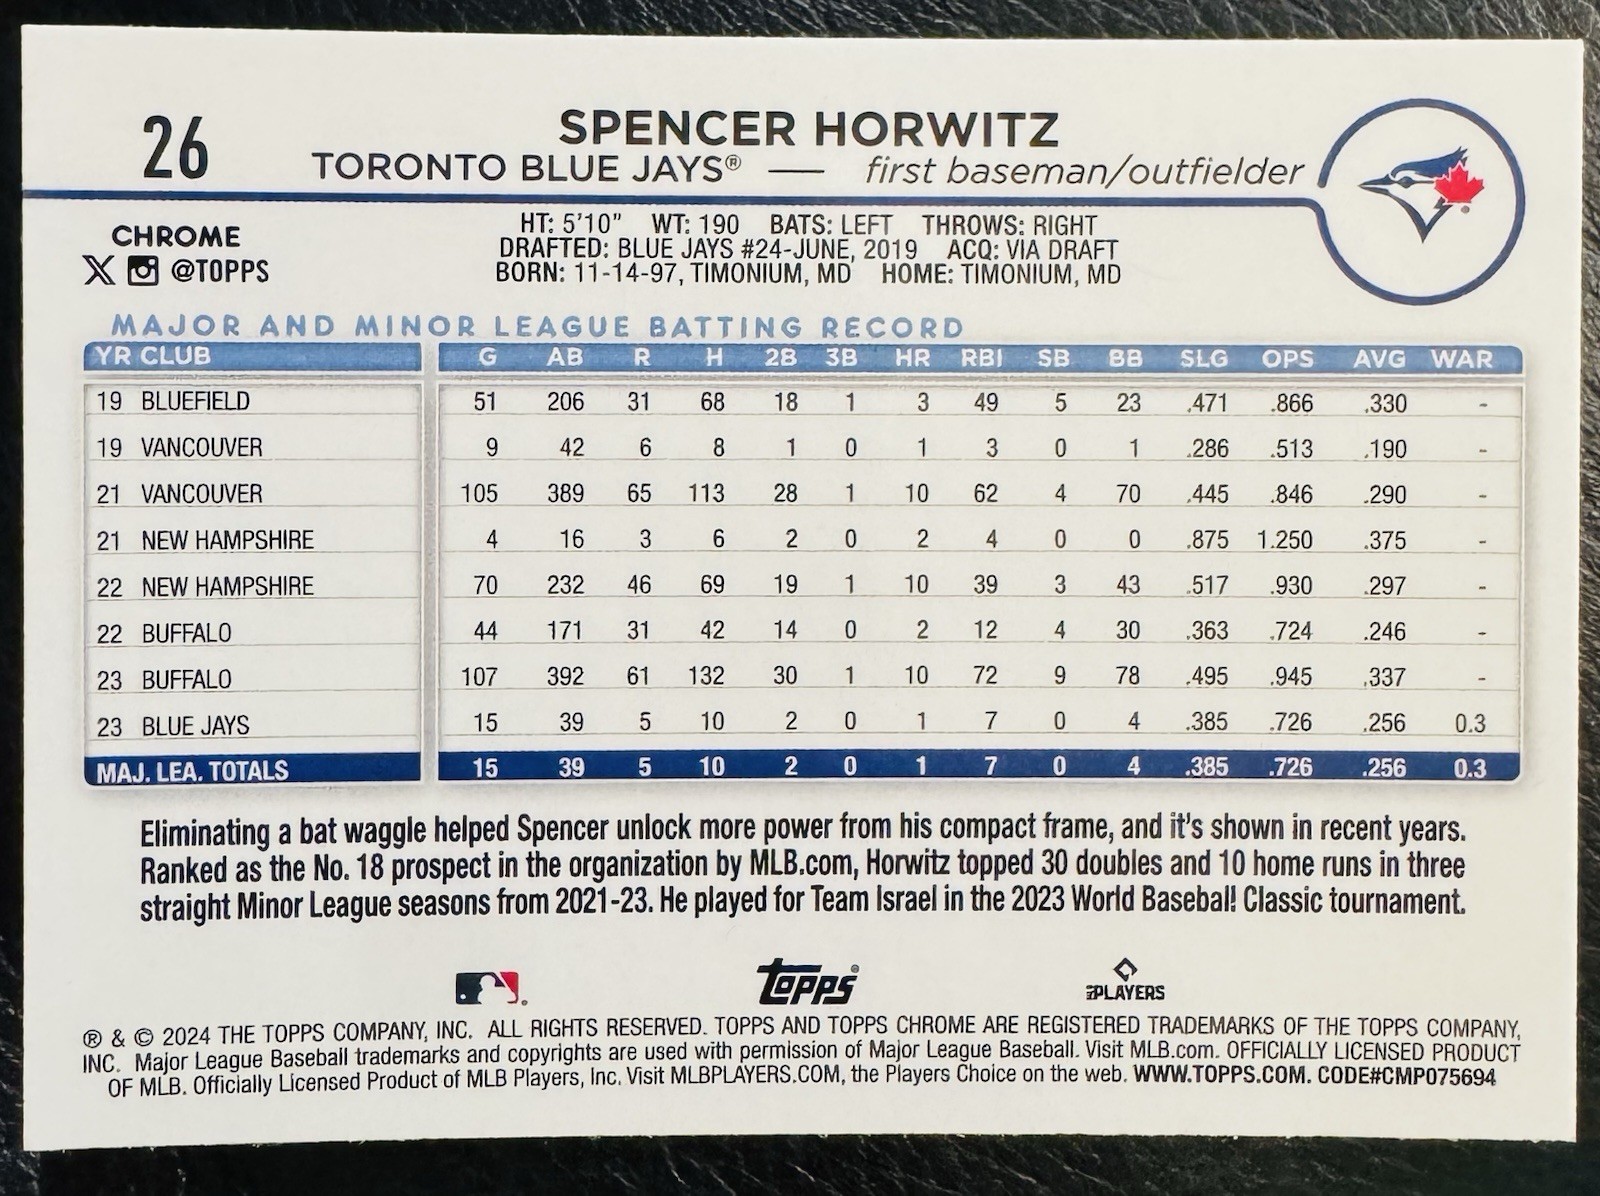 26
SPENCER HORWITZ
TORONTO BLUE JAYS® — first baseman/outfielder
CHROME
X @TOPPS
HT: 5'10" WT: 190 BATS: LEFT THROWS: RIGHT
DRAFTED: BLUE JAYS #24-JUNE, 2019 ACQ: VIA DRAFT
BORN: 11-14-97, TIMONIUM, MD HOME: TIMONIUM, MD
MAJOR AND MINOR LEAGUE BATTING RECORD
YR CLUB G AB R H 2B 3B HR RBI SB BB SLG OPS AVG WAR
19 BLUEFIELD 51 206 31 68 18 1 3 49 5 23 .471 .866 .330 -
19 VANCOUVER 9 42 6 8 1 0 1 3 0 1 .286 .513 .190 -
21 VANCOUVER 105 389 65 113 28 1 10 62 4 70 .445 .846 .290 -
21 NEW HAMPSHIRE 4 16 3 6 2 0 2 4 0 0 .875 1.250 .375 -
22 NEW HAMPSHIRE 70 232 46 69 19 1 10 39 3 43 .517 .930 .297 -
22 BUFFALO 44 171 31 42 14 0 2 12 4 30 .363 .724 .246 -
23 BUFFALO 107 392 61 132 30 1 10 72 9 78 .495 .945 .337 -
23 BLUE JAYS 15 39 5 10 2 0 1 7 0 4 .385 .726 .256 0.3
MAJ. LEA. TOTALS 15 39 5 10 2 0 1 7 0 4 .385 .726 .256 0.3
Eliminating a bat waggle helped Spencer unlock more power from his compact frame, and it's shown in recent years.
Ranked as the No. 18 prospect in the organization by MLB.com, Horwitz topped 30 doubles and 10 home runs in three
straight Minor League seasons from 2021-23. He played for Team Israel in the 2023 World Baseball Classic tournament.
Topps®
PLAYERS
® & © 2024 THE TOPPS COMPANY, INC. ALL RIGHTS RESERVED. TOPPS AND TOPPS CHROME ARE REGISTERED TRADEMARKS OF THE TOPPS COMPANY,
INC. Major League Baseball trademarks and copyrights are used with permission of Major League Baseball. Visit MLB.com. OFFICIALLY LICENSED PRODUCT
OF MLB. Officially Licensed Product of MLB Players, Inc. Visit MLBPLAYERS.COM, the Players Choice on the web. WWW.TOPPS.COM. CODE#CMP075694